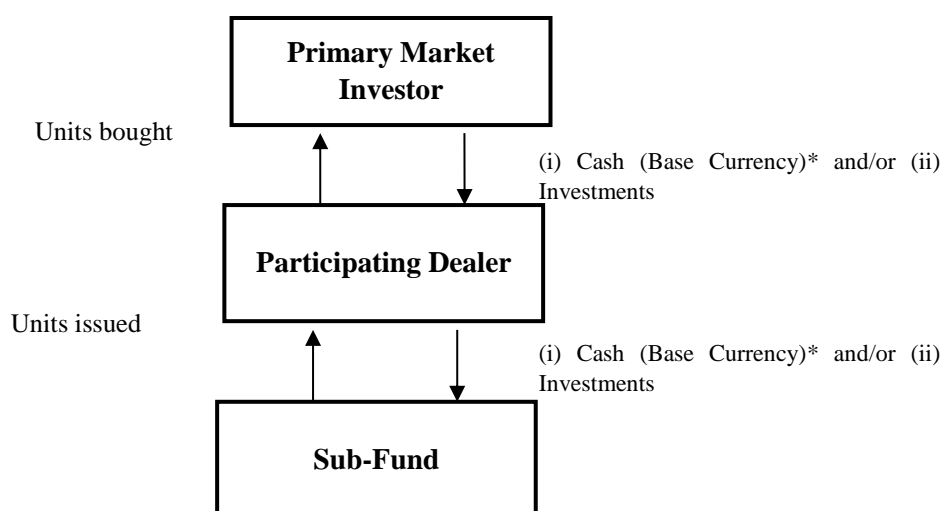 Primary Market
Investor
Units bought
(i) Cash (Base Currency)* and/or (ii)
Investments
Participating Dealer
Units issued
(i) Cash (Base Currency)* and/or (ii)
Investments
Sub-Fund